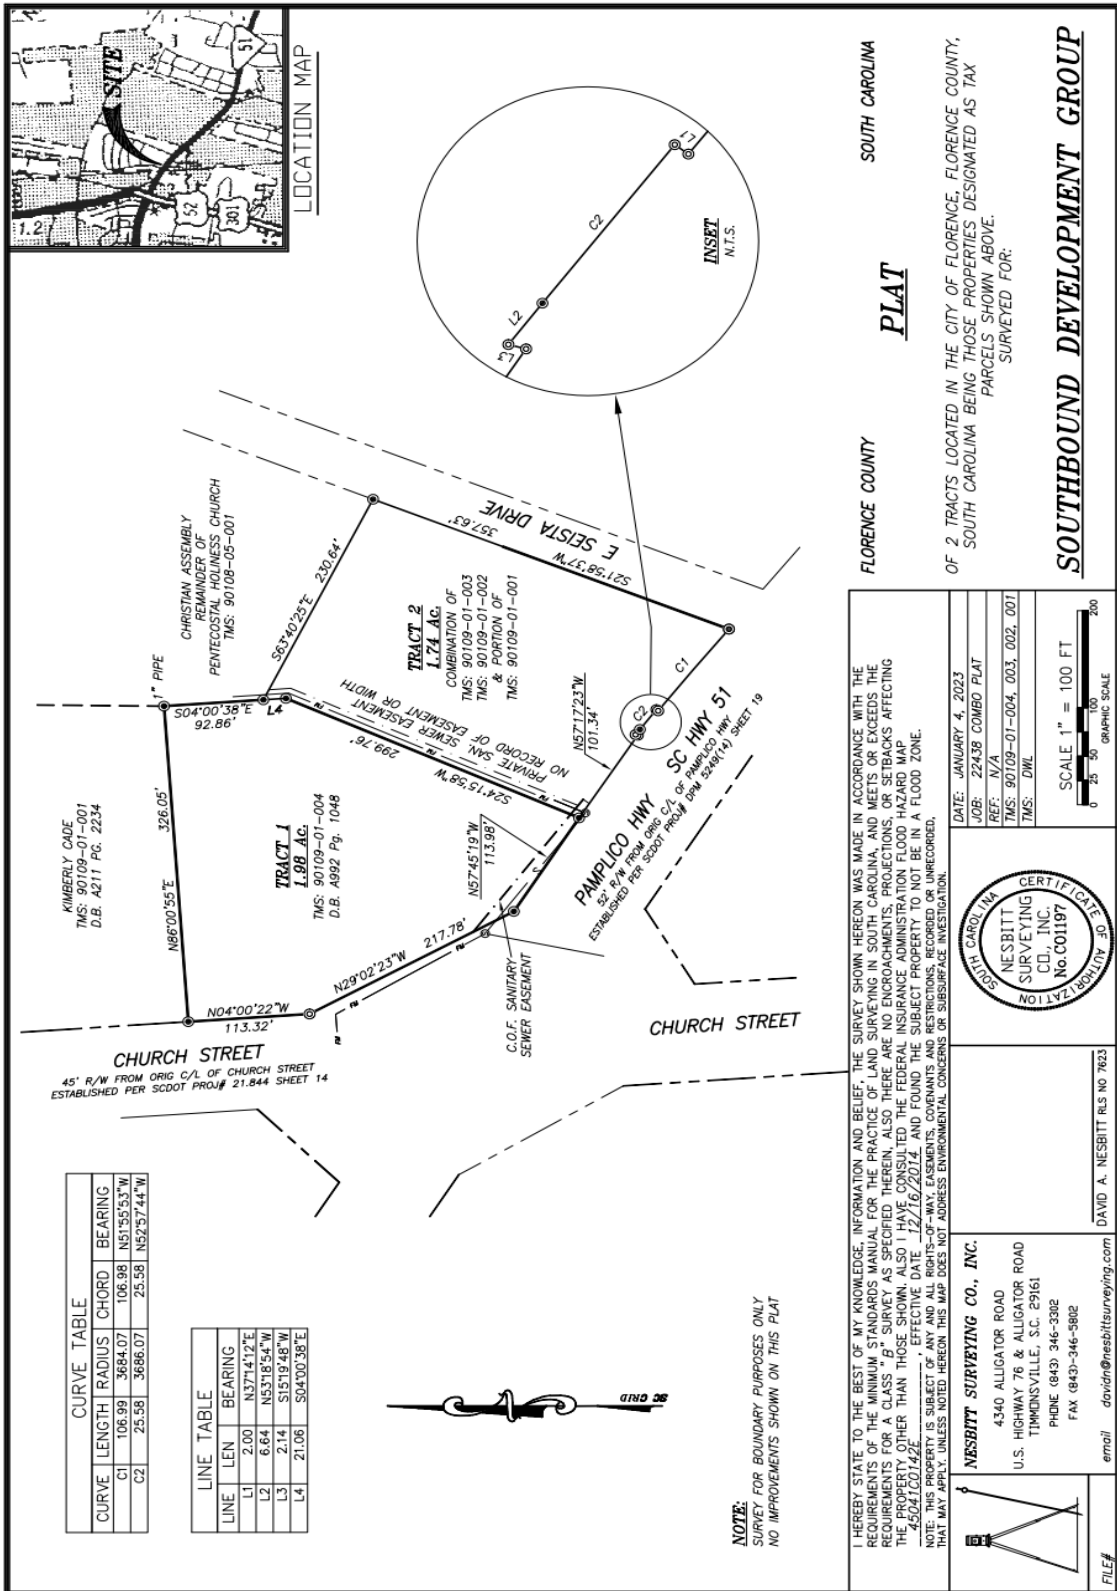 SITE
51
52
301
1.2
LOCATION MAP
KIMBERLY CADE
TMS: 90109-01-001
D.B. A211 PG. 2234
CHRISTIAN ASSEMBLY
REMAINDER OF
PENTECOSTAL HOLINESS CHURCH
TMS: 90108-05-001
1" PIPE
N86°00'55"E
326.05'
S04°00'38"E
92.86'
L4
S63°40'25"E
230.64'
TRACT 1
1.98 Ac.
TMS: 90109-01-004
D.B. A992 Pg. 1048
TRACT 2
1.74 Ac.
COMBINATION OF
TMS: 90109-01-003
TMS: 90109-01-002
& PORTION OF
TMS: 90109-01-001
PRIVATE SAN. SEWER EASEMENT
NO RECORD OF EASEMENT OR WIDTH
S24°15'58"W
299.76'
FM
FM
E SEISTA DRIVE
357.63'
S21°58'37"W
N04°00'22"W
113.32'
N29°02'23"W
217.78'
FM
FM
FM
N57°45'19"W
113.98'
S
N57°17'23"W
101.34'
C2
C1
C.O.F. SANITARY
SEWER EASEMENT
PAMPLICO HWY SC HWY 51
52' R/W FROM ORIG C/L OF PAMPLICO HWY
ESTABLISHED PER SCDOT PROJ# DPM 5249(14) SHEET 19
CHURCH STREET
45' R/W FROM ORIG C/L OF CHURCH STREET
ESTABLISHED PER SCDOT PROJ# 21.844 SHEET 14
CHURCH STREET
L3
L2
C2
L1
INSET
N.T.S.
CURVE TABLE
CURVE LENGTH RADIUS CHORD BEARING
C1 106.99 3684.07 106.98 N51°55'53"W
C2 25.58 3686.07 25.58 N52°57'44"W
LINE TABLE
LINE LEN BEARING
L1 2.00 N37°14'12"E
L2 6.64 N53°18'54"W
L3 2.14 S15°19'48"W
L4 21.06 S04°00'38"E
SC GRID
NOTE:
SURVEY FOR BOUNDARY PURPOSES ONLY
NO IMPROVEMENTS SHOWN ON THIS PLAT
I HEREBY STATE TO THE BEST OF MY KNOWLEDGE, INFORMATION AND BELIEF, THE SURVEY SHOWN HEREON WAS MADE IN ACCORDANCE WITH THE
REQUIREMENTS OF THE MINIMUM STANDARDS MANUAL FOR THE PRACTICE OF LAND SURVEYING IN SOUTH CAROLINA, AND MEETS OR EXCEEDS THE
REQUIREMENTS FOR A CLASS "B" SURVEY AS SPECIFIED THEREIN, ALSO THERE ARE NO ENCROACHMENTS, PROJECTIONS, OR SETBACKS AFFECTING
THE PROPERTY OTHER THAN THOSE SHOWN. ALSO I HAVE CONSULTED THE FEDERAL INSURANCE ADMINISTRATION FLOOD HAZARD MAP
45041C0142E, EFFECTIVE DATE 12/16/2014 AND FOUND THE SUBJECT PROPERTY TO NOT BE IN A FLOOD ZONE.
NOTE: THIS PROPERTY IS SUBJECT OF ANY AND ALL RIGHTS-OF-WAY, EASEMENTS, COVENANTS AND RESTRICTIONS, RECORDED OR UNRECORDED,
THAT MAY APPLY. UNLESS NOTED HEREON THIS MAP DOES NOT ADDRESS ENVIRONMENTAL CONCERNS OR SUBSURFACE INVESTIGATION.
FILE#
NESBITT SURVEYING CO., INC.
4340 ALLIGATOR ROAD
U.S. HIGHWAY 76 & ALLIGATOR ROAD
TIMMONSVILLE, S.C. 29161
PHONE (843) 346-3302
FAX (843)-346-5802
email davidn@nesbittsurveying.com
DAVID A. NESBITT RLS NO 7623
SOUTH CAROLINA
CERTIFICATE OF AUTHORIZATION
NESBITT
SURVEYING
CO., INC.
No. C01197
DATE: JANUARY 4, 2023
JOB: 22438 COMBO PLAT
REF: N/A
TMS: 90109-01-004, 003, 002, 001
TMS: DWL
SCALE 1" = 100 FT
0 25 50 100 200
GRAPHIC SCALE
FLORENCE COUNTY SOUTH CAROLINA
PLAT
OF 2 TRACTS LOCATED IN THE CITY OF FLORENCE, FLORENCE COUNTY,
SOUTH CAROLINA BEING THOSE PROPERTIES DESIGNATED AS TAX
PARCELS SHOWN ABOVE.
SURVEYED FOR:
SOUTHBOUND DEVELOPMENT GROUP